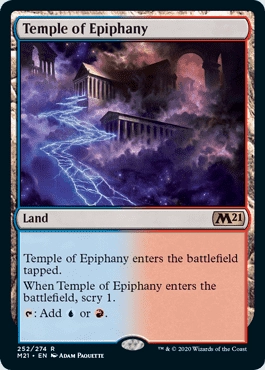 Temple of Epiphany
Land
M21
Temple of Epiphany enters the battlefield
tapped.
When Temple of Epiphany enters the
battlefield, scry 1.
: Add or .
252/274 R
M21 • EN Adam Paquette
™ & © 2020 Wizards of the Coast